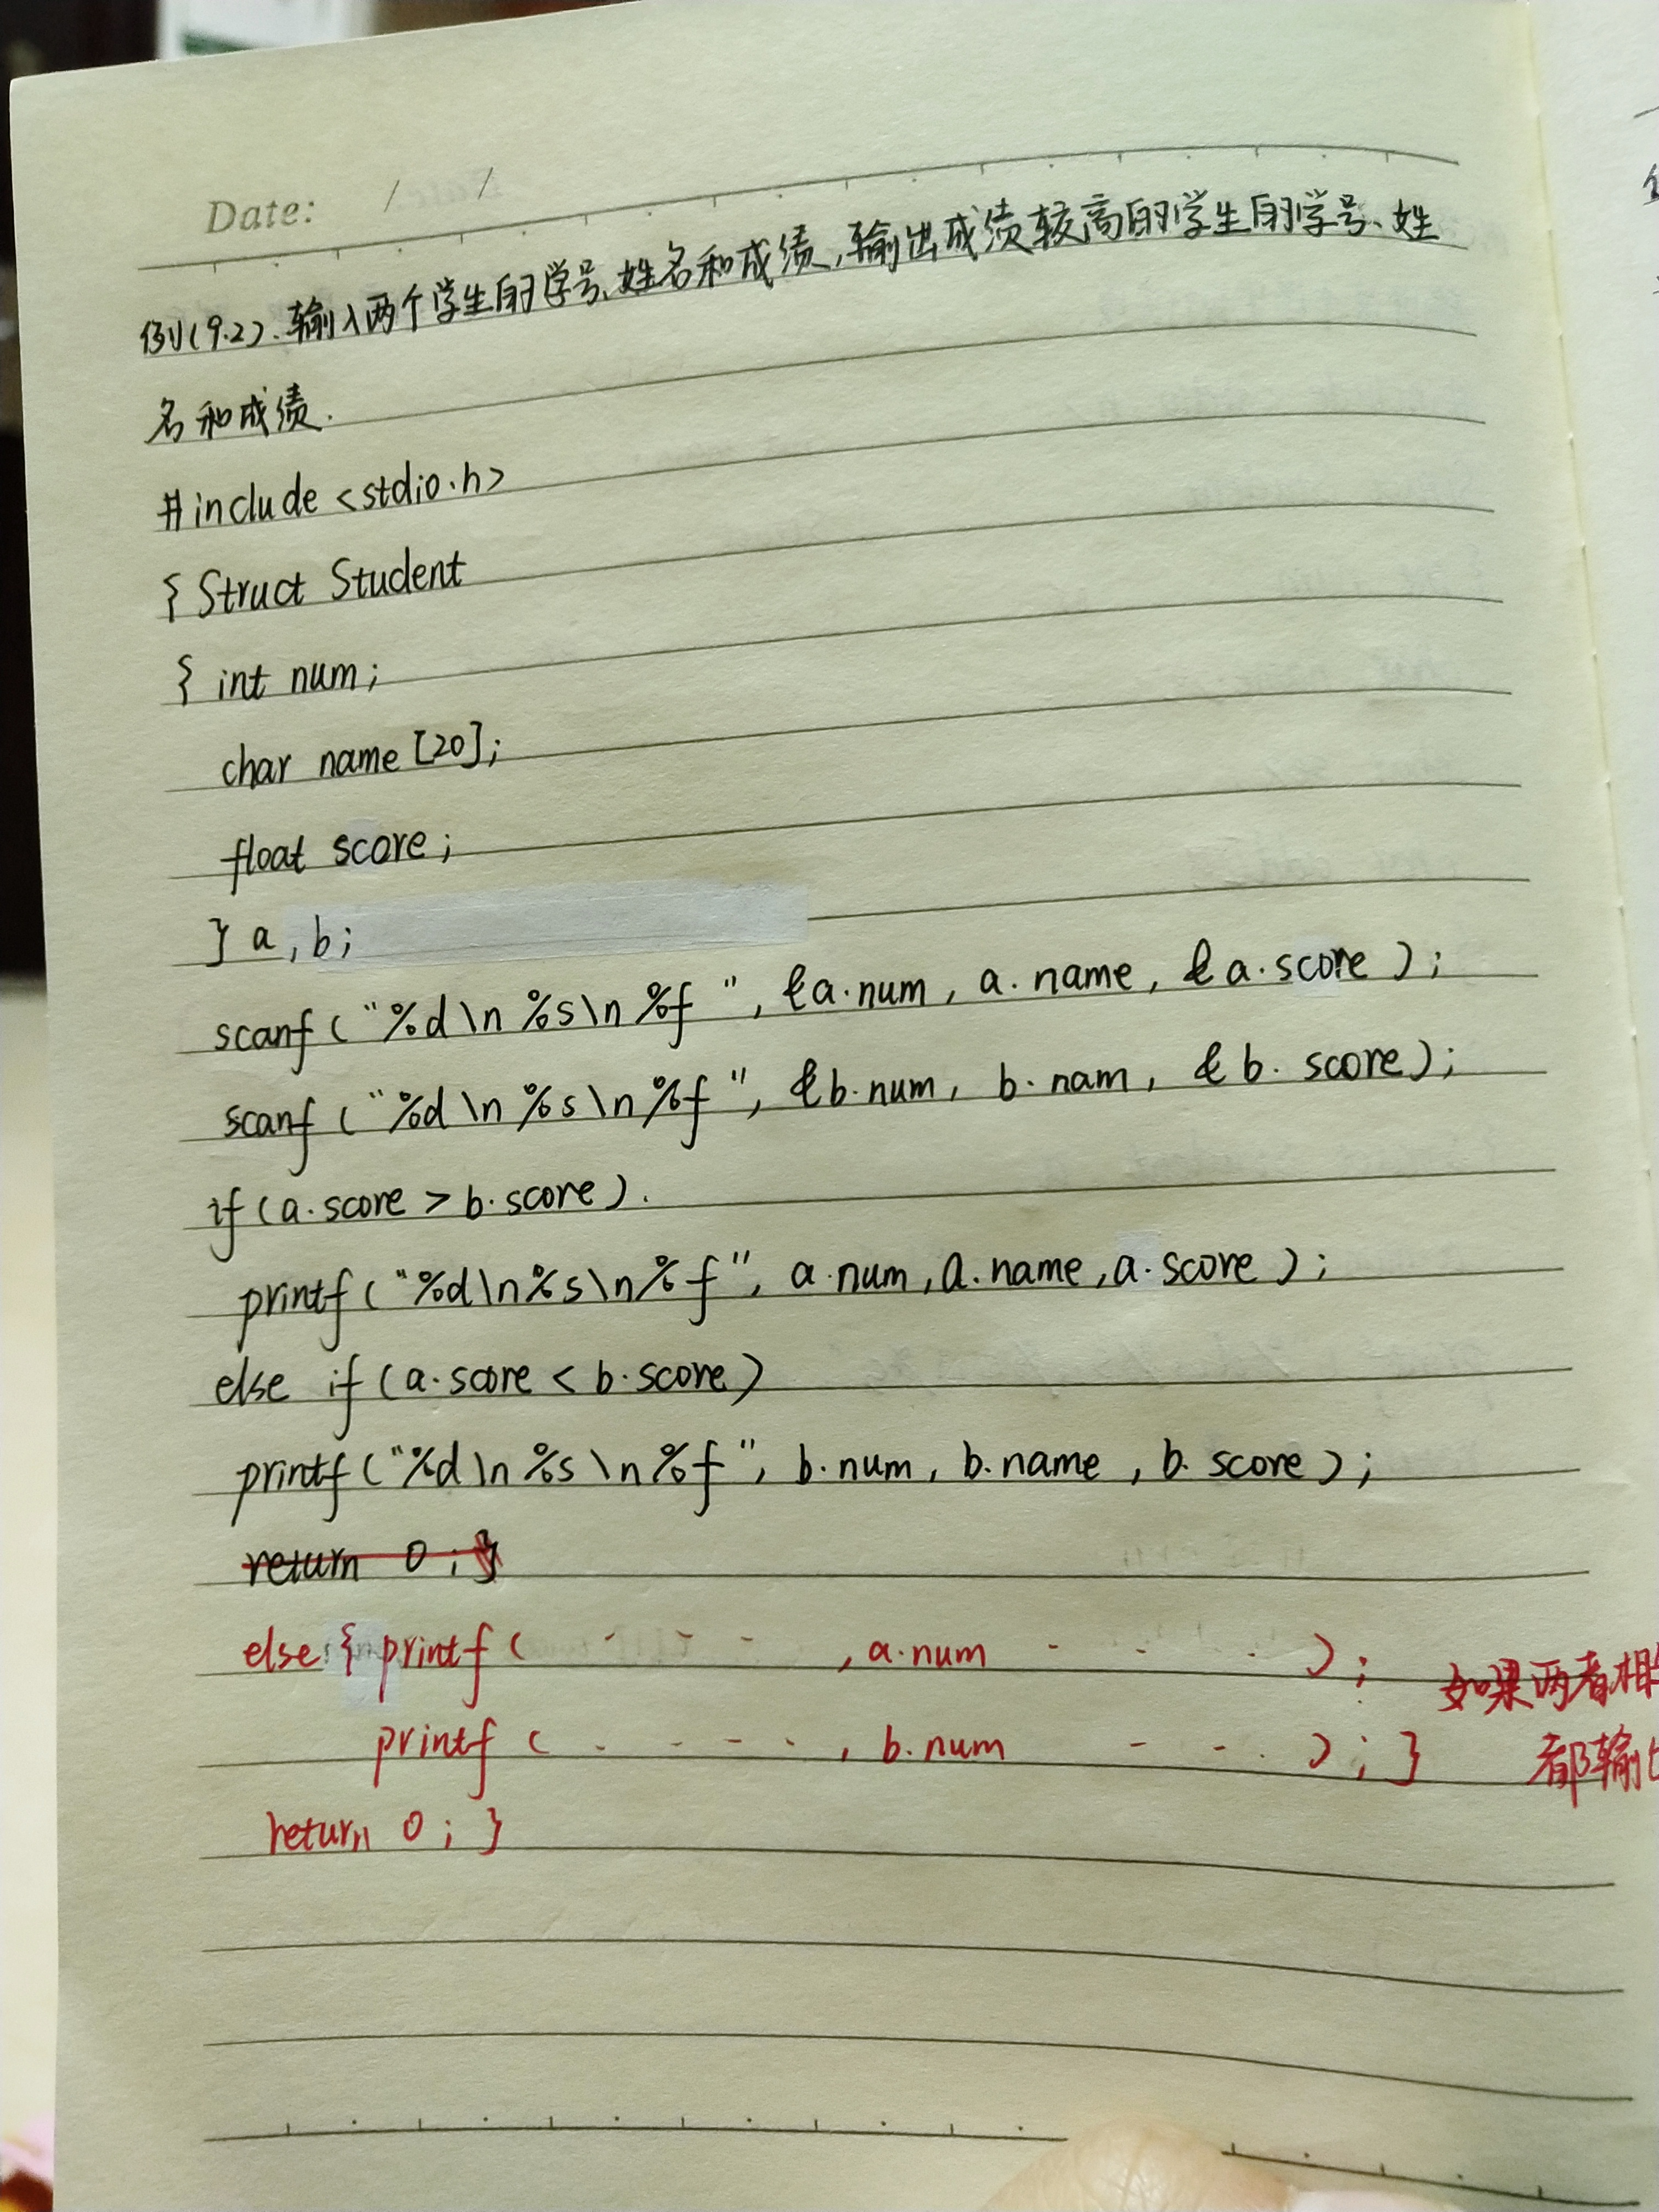 Date: / /
例(9.2). 输入两个学生的学号、姓名和成绩,输出成绩较高的学生的学号、姓
名和成绩.
#include <stdio.h>
{ Struct Student
{ int num;
char name [20];
float score;
} a, b;
scanf ("%d\n %s\n %f", &a.num, a.name, &a.score);
scanf ("%d\n %s\n %f", &b.num, b.nam, &b.score);
if (a.score > b.score).
printf ("%d\n%s\n%f", a.num, a.name, a.score);
else if (a.score < b.score)
printf ("%d\n %s\n %f", b.num, b.name, b.score);
return 0; }
else { printf ( - - - , a.num - - ); 如果两者相
printf ( - - - - , b.num - - - ); } 都输
return 0; }